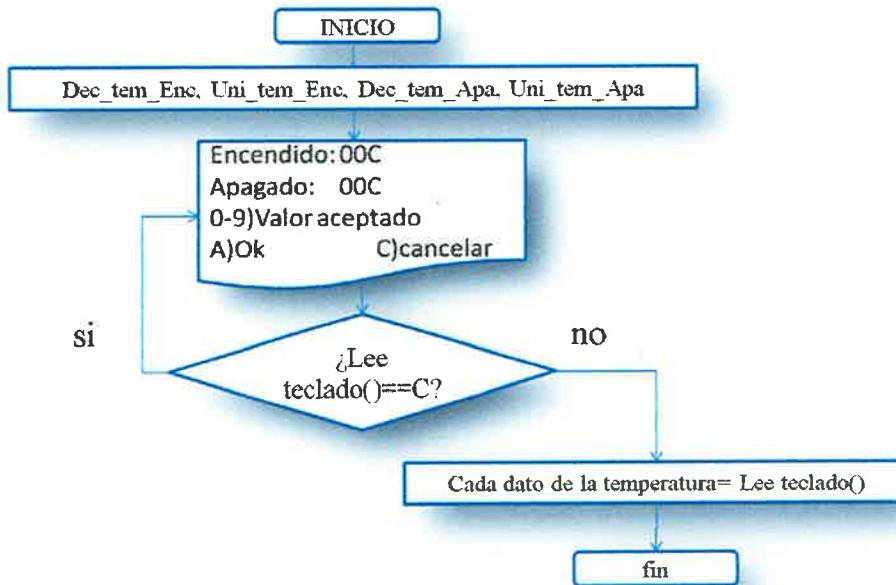 INICIO
Dec_tem_Enc, Uni_tem_Enc, Dec_tem_Apa, Uni_tem_Apa
Encendido: 00C
Apagado: 00C
0-9)Valor aceptado
A)Ok C)cancelar
si
no
¿Lee
teclado()==C?
Cada dato de la temperatura= Lee teclado()
fin